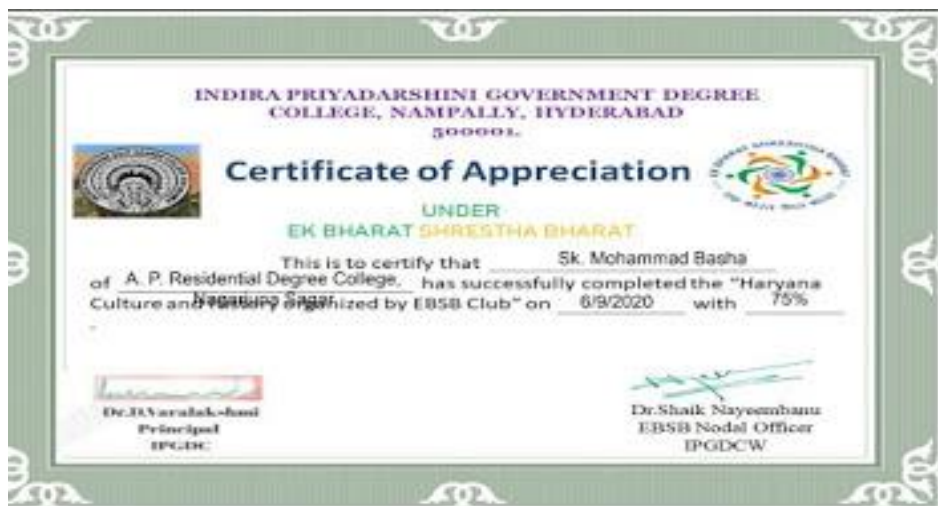 INDIRA PRIYADARSHINI GOVERNMENT DEGREE
COLLEGE, NAMPALLY, HYDERABAD
500001.
Certificate of Appreciation
UNDER
EK BHARAT SHRESTHA BHARAT
This is to certify that Sk. Mohammad Basha
of A. P. Residential Degree College, has successfully completed the "Haryana
Culture and organized by EBSB Club" on 6/9/2020 with 75%
Principal
IPGDC
Dr.Shaik Nayeembanu
EBSB Nodal Officer
IPGDCW